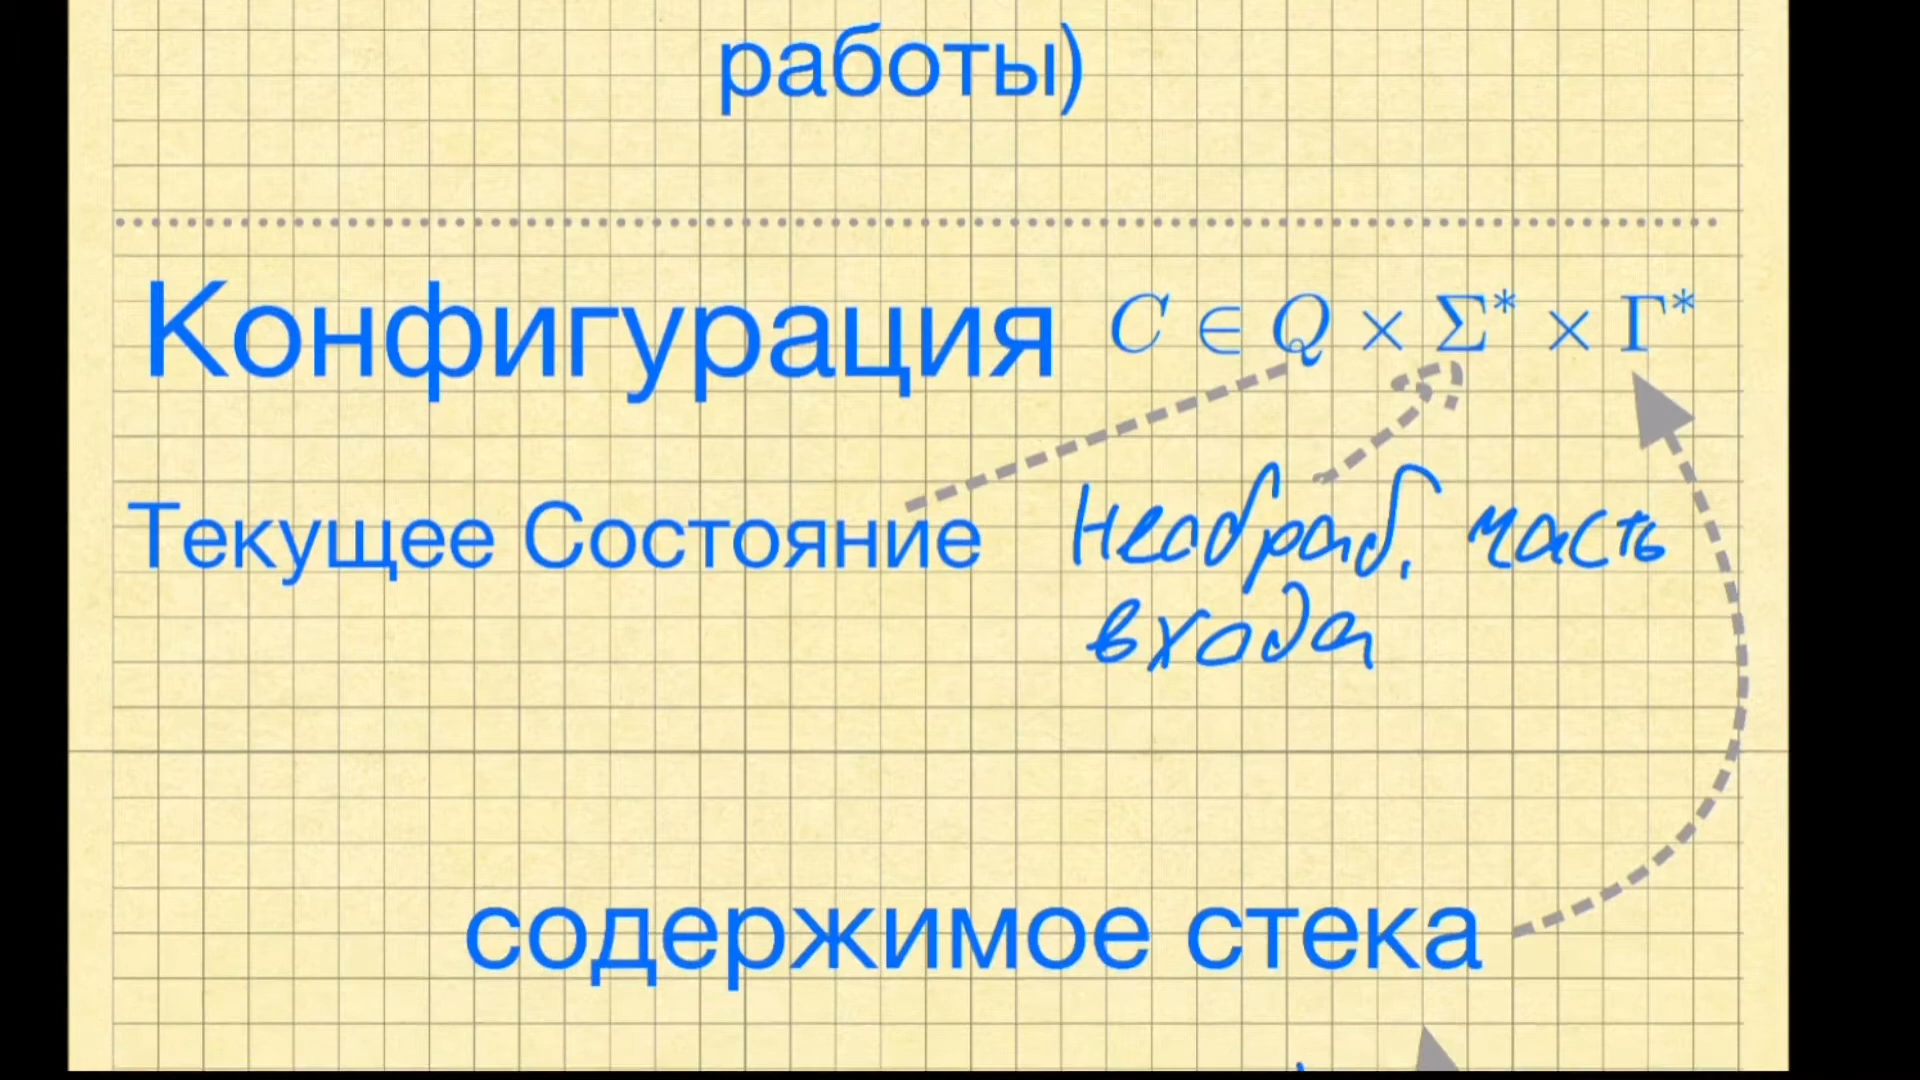 работы)
Конфигурация C ∈ Q × Σ* × Γ*
Текущее Состояние Необраб. часть
входа
содержимое стека